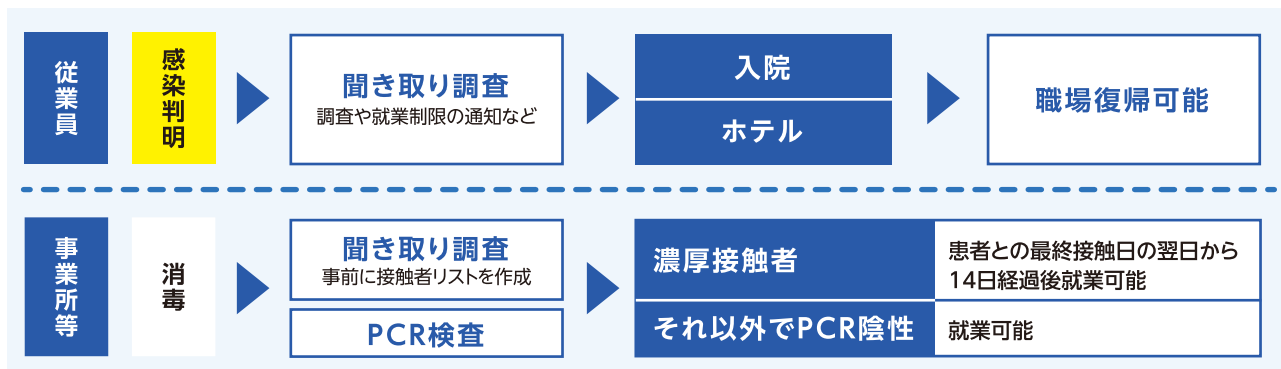 従業員
感染判明
聞き取り調査
調査や就業制限の通知など
入院
ホテル
職場復帰可能
事業所等
消毒
聞き取り調査
事前に接触者リストを作成
PCR検査
濃厚接触者
患者との最終接触日の翌日から
14日経過後就業可能
それ以外でPCR陰性
就業可能